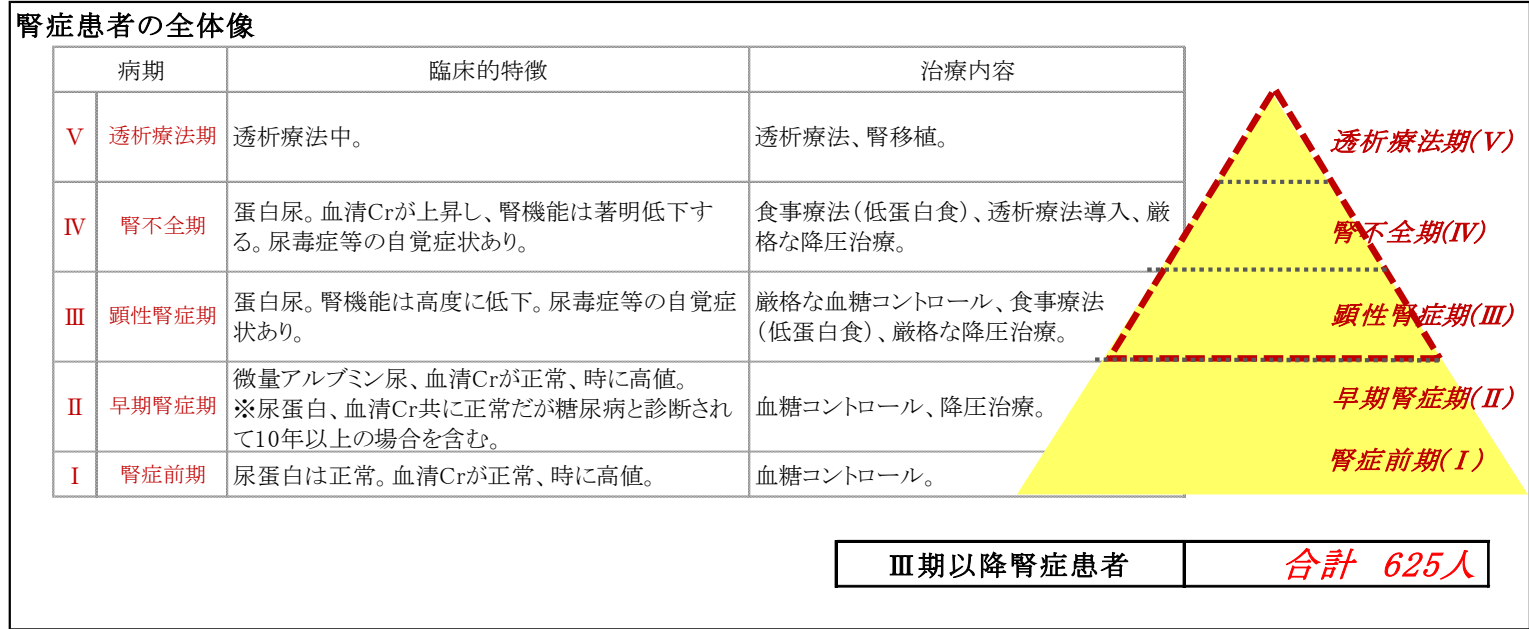 腎症患者の全体像
病期 臨床的特徴 治療内容
Ⅴ 透析療法期 透析療法中。 透析療法、腎移植。
Ⅳ 腎不全期 蛋白尿。血清Crが上昇し、腎機能は著明低下す
る。尿毒症等の自覚症状あり。
食事療法(低蛋白食)、透析療法導入、厳
格な降圧治療。
Ⅲ 顕性腎症期 蛋白尿。腎機能は高度に低下。尿毒症等の自覚症
状あり。
厳格な血糖コントロール、食事療法
(低蛋白食)、厳格な降圧治療。
Ⅱ 早期腎症期 微量アルブミン尿、血清Crが正常、時に高値。
※尿蛋白、血清Cr共に正常だが糖尿病と診断され
て10年以上の場合を含む。
血糖コントロール、降圧治療。
Ⅰ 腎症前期 尿蛋白は正常。血清Crが正常、時に高値。 血糖コントロール。
透析療法期(Ⅴ)
腎不全期(Ⅳ)
顕性腎症期(Ⅲ)
早期腎症期(Ⅱ)
腎症前期(Ⅰ)
Ⅲ期以降腎症患者 合計 625人